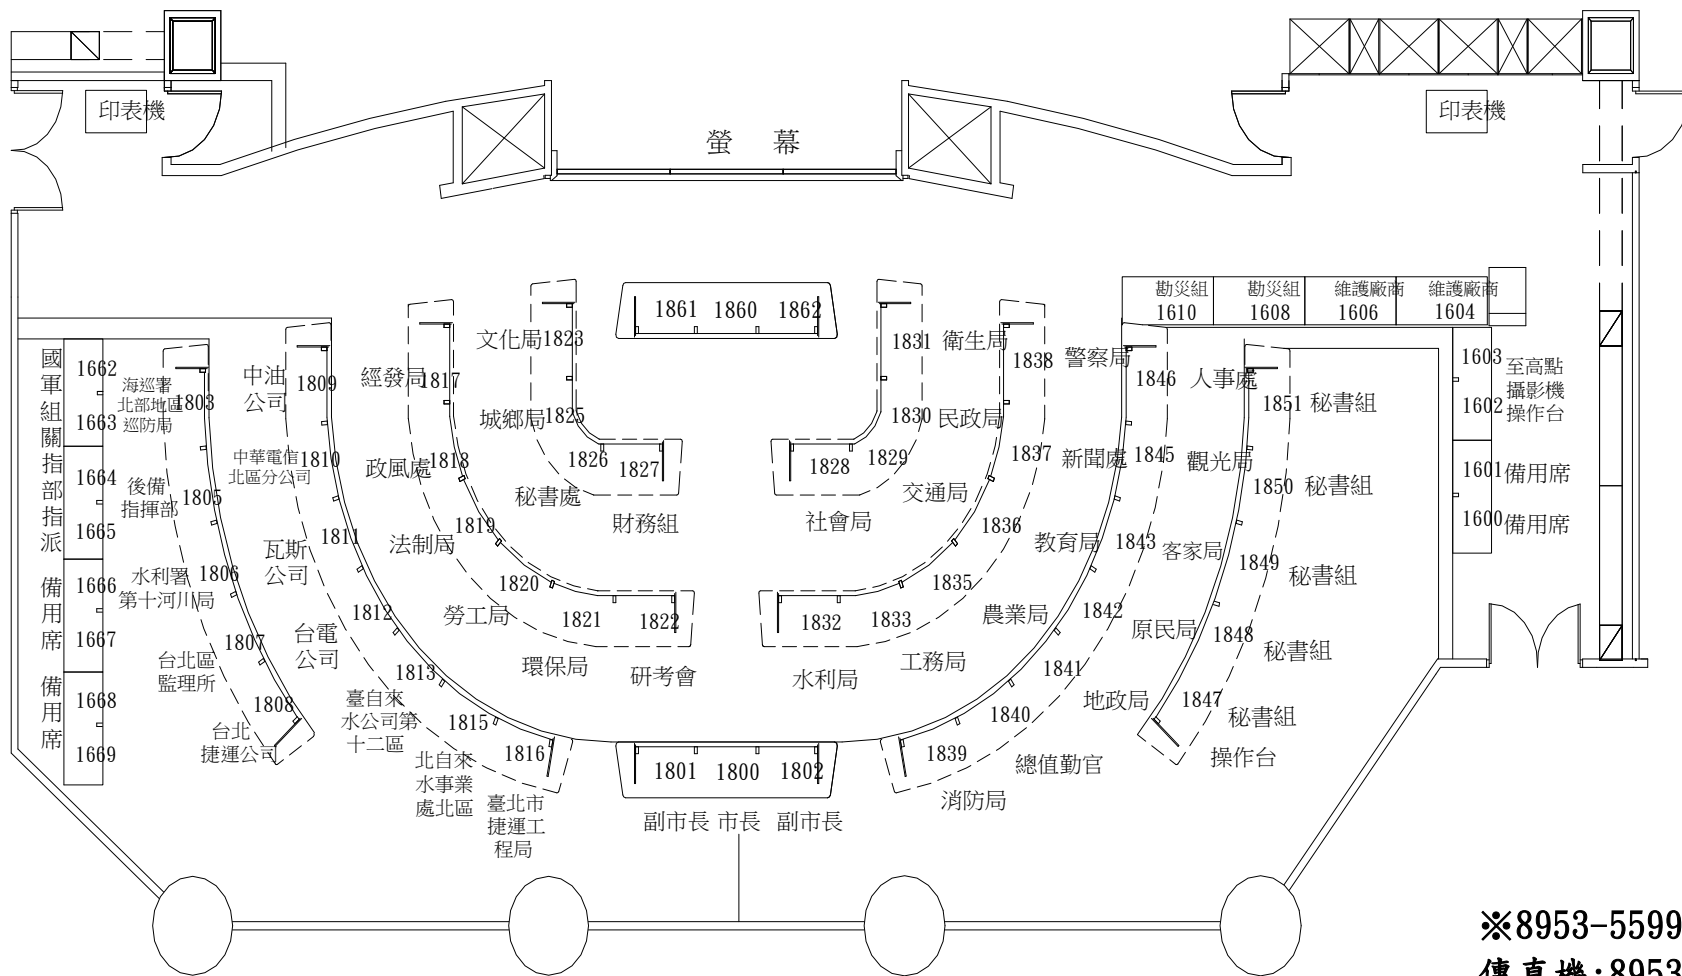 印表機
印表機
螢 幕
1861 1860 1862
勘災組 勘災組 維護廠商 維護廠商
1610 1608 1606 1604
國軍組關指部指派
1662
1663
1664
1665
備用席
1666
1667
備用席
1668
1669
海巡署
北部地區
巡防局
1803
後備
指揮部
1805
水利署
第十河川局
1806
台北區
監理所
1807
台北
捷運公司
1808
中油
公司
1809
中華電信
北區分公司
1810
瓦斯
公司
1811
台電
公司
1812
臺自來
水公司第
十二區
1813
北自來
水事業
處北區
1815
臺北市
捷運工
程局
1816
經發局
1817
政風處
1818
法制局
1819
勞工局
1820
環保局
1821
研考會
1822
文化局
1823
城鄉局
1825
秘書處
1826
財務組
1827
社會局
1828
交通局
1829
民政局
1830
衛生局
1831
水利局
1832
工務局
1833
農業局
1835
教育局
1836
新聞處
1837
警察局
1838
消防局
1839
總值勤官
1840
地政局
1841
原民局
1842
客家局
1843
觀光局
1845
人事處
1846
操作台
1847 秘書組
1848 秘書組
1849 秘書組
1850 秘書組
1851 秘書組
1603
1602
至高點
攝影機
操作台
1601 備用席
1600 備用席
1801 1800 1802
副市長 市長 副市長
※8953-5599
傳真機:8953